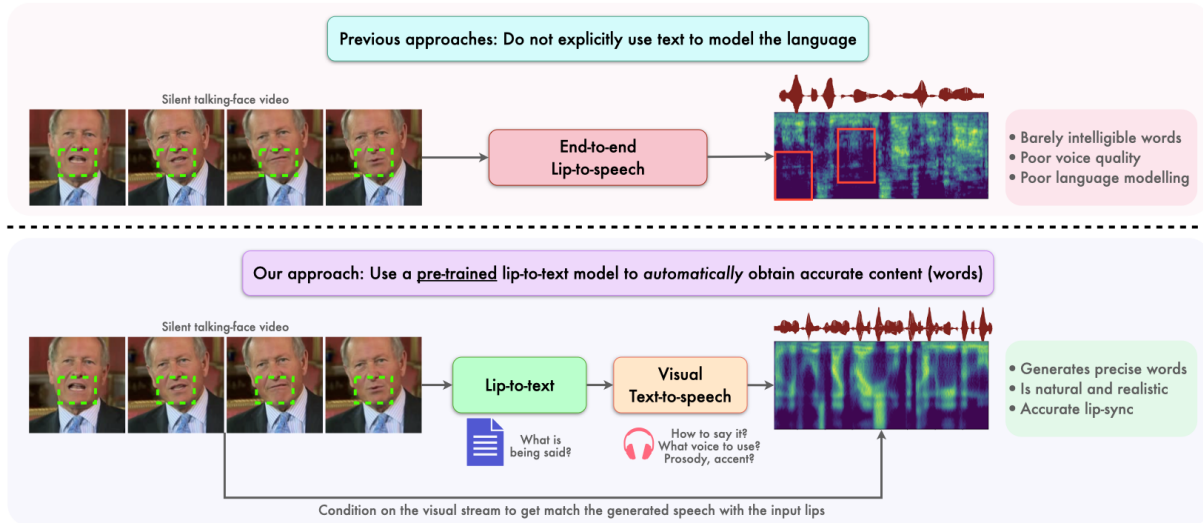 Previous approaches: Do not explicitly use text to model the language
Silent talking-face video
End-to-end
Lip-to-speech
• Barely intelligible words
• Poor voice quality
• Poor language modelling
Our approach: Use a pre-trained lip-to-text model to automatically obtain accurate content (words)
Silent talking-face video
Lip-to-text
Visual
Text-to-speech
• Generates precise words
• Is natural and realistic
• Accurate lip-sync
What is
being said?
How to say it?
What voice to use?
Prosody, accent?
Condition on the visual stream to get match the generated speech with the input lips